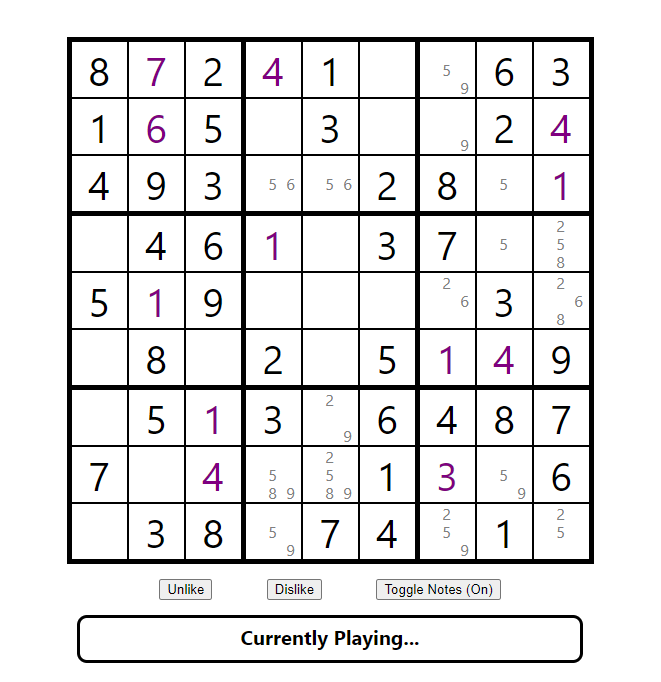 8 7 2 4 1 5 9 6 3
1 6 5 3 9 2 4
4 9 3 5 6 5 6 2 8 5 1
4 6 1 3 7 5 2 5 8
5 1 9 2 6 3 2 6 8
8 2 5 1 4 9
5 1 3 2 9 6 4 8 7
7 4 5 8 9 2 5 8 9 1 3 5 9 6
3 8 5 9 7 4 2 5 9 1 2 5
Unlike Dislike Toggle Notes (On)
Currently Playing...